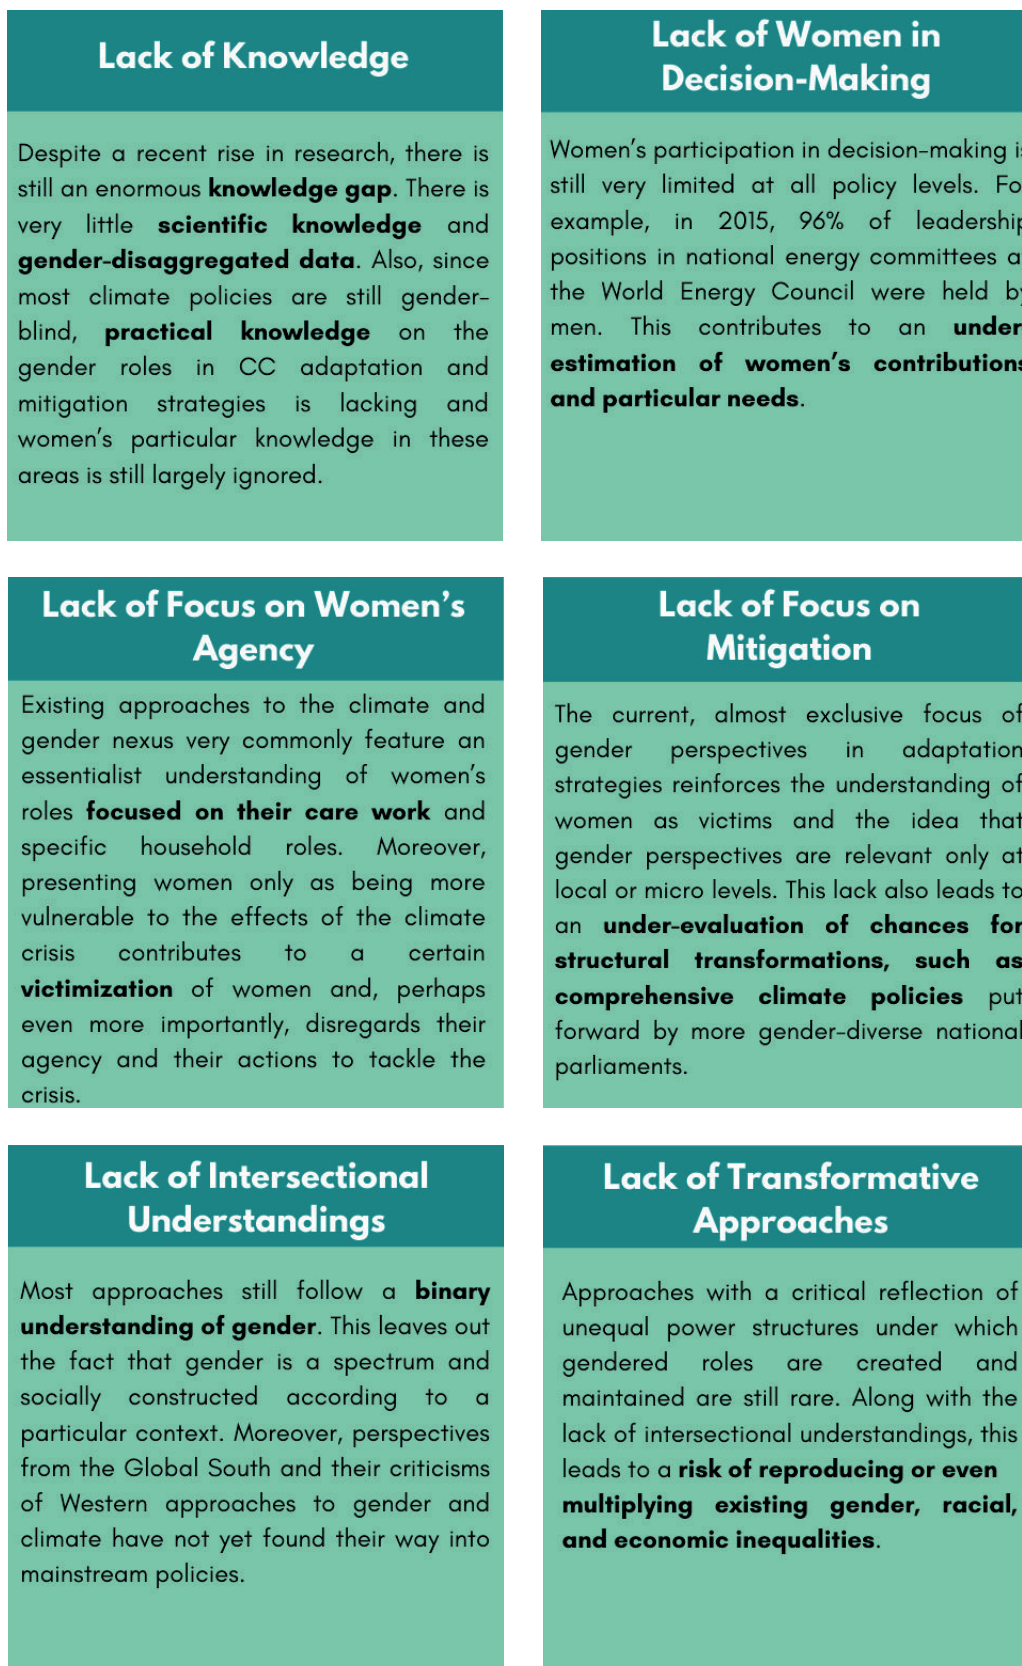 Lack of Knowledge
Despite a recent rise in research, there is
still an enormous knowledge gap. There is
very little scientific knowledge and
gender-disaggregated data. Also, since
most climate policies are still gender-
blind, practical knowledge on the
gender roles in CC adaptation and
mitigation strategies is lacking and
women's particular knowledge in these
areas is still largely ignored.
Lack of Women in
Decision-Making
Women's participation in decision-making is
still very limited at all policy levels. For
example, in 2015, 96% of leadership
positions in national energy committees at
the World Energy Council were held by
men. This contributes to an under
estimation of women's contributions
and particular needs.
Lack of Focus on Women's
Agency
Existing approaches to the climate and
gender nexus very commonly feature an
essentialist understanding of women's
roles focused on their care work and
specific household roles. Moreover,
presenting women only as being more
vulnerable to the effects of the climate
crisis contributes to a certain
victimization of women and, perhaps
even more importantly, disregards their
agency and their actions to tackle the
crisis.
Lack of Focus on
Mitigation
The current, almost exclusive focus of
gender perspectives in adaptation
strategies reinforces the understanding of
women as victims and the idea that
gender perspectives are relevant only at
local or micro levels. This lack also leads to
an under-evaluation of chances for
structural transformations, such as
comprehensive climate policies put
forward by more gender-diverse national
parliaments.
Lack of Intersectional
Understandings
Most approaches still follow a binary
understanding of gender. This leaves out
the fact that gender is a spectrum and
socially constructed according to a
particular context. Moreover, perspectives
from the Global South and their criticisms
of Western approaches to gender and
climate have not yet found their way into
mainstream policies.
Lack of Transformative
Approaches
Approaches with a critical reflection of
unequal power structures under which
gendered roles are created and
maintained are still rare. Along with the
lack of intersectional understandings, this
leads to a risk of reproducing or even
multiplying existing gender, racial,
and economic inequalities.